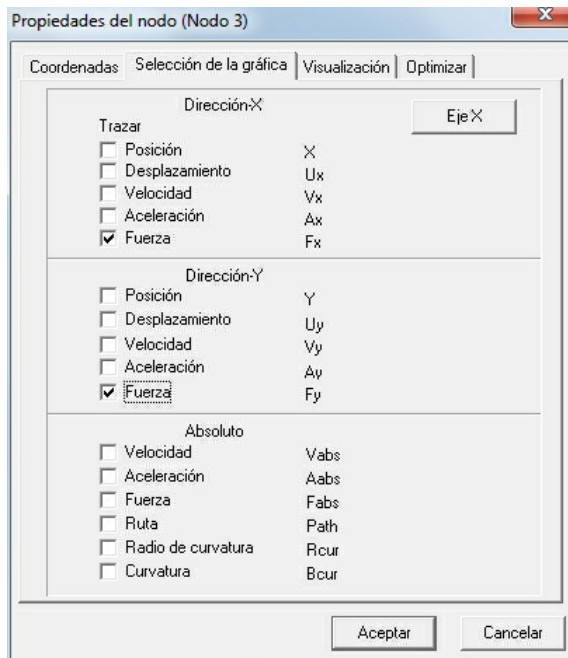 Propiedades del nodo (Nodo 3)
Coordenadas Selección de la gráfica Visualización Optimizar
Dirección-X
Eje X
Trazar
Posición X
Desplazamiento Ux
Velocidad Vx
Aceleración Ax
Fuerza Fx
Dirección-Y
Posición Y
Desplazamiento Uy
Velocidad Vy
Aceleración Ay
Fuerza Fy
Absoluto
Velocidad Vabs
Aceleración Aabs
Fuerza Fabs
Ruta Path
Radio de curvatura Rcur
Curvatura Bcur
Aceptar Cancelar